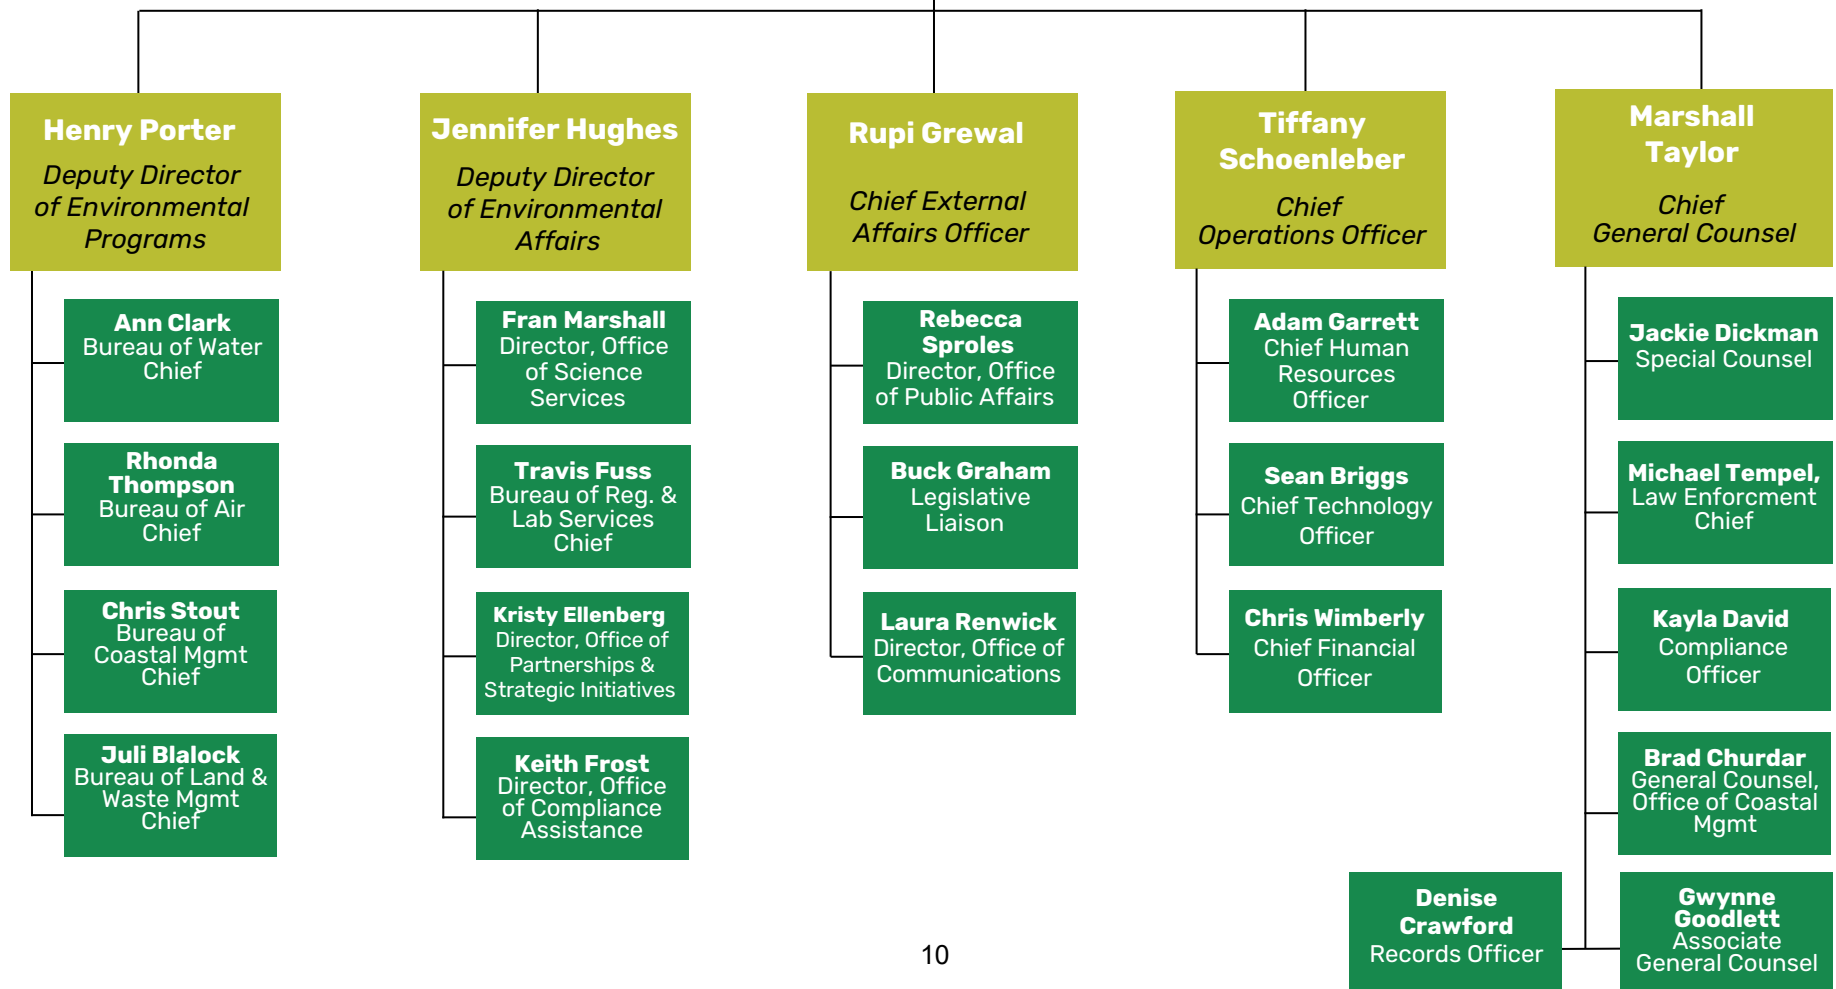 Henry Porter
Deputy Director
of Environmental
Programs
Ann Clark
Bureau of Water
Chief
Rhonda
Thompson
Bureau of Air
Chief
Chris Stout
Bureau of
Coastal Mgmt
Chief
Juli Blalock
Bureau of Land &
Waste Mgmt
Chief
Jennifer Hughes
Deputy Director
of Environmental
Affairs
Fran Marshall
Director, Office
of Science
Services
Travis Fuss
Bureau of Reg. &
Lab Services
Chief
Kristy Ellenberg
Director, Office of
Partnerships &
Strategic Initiatives
Keith Frost
Director, Office
of Compliance
Assistance
Rupi Grewal
Chief External
Affairs Officer
Rebecca
Sproles
Director, Office
of Public Affairs
Buck Graham
Legislative
Liaison
Laura Renwick
Director, Office of
Communications
Tiffany
Schoenleber
Chief
Operations Officer
Adam Garrett
Chief Human
Resources
Officer
Sean Briggs
Chief Technology
Officer
Chris Wimberly
Chief Financial
Officer
Marshall
Taylor
Chief
General Counsel
Jackie Dickman
Special Counsel
Michael Tempel,
Law Enforcment
Chief
Kayla David
Compliance
Officer
Brad Churdar
General Counsel,
Office of Coastal
Mgmt
Denise
Crawford
Records Officer
Gwynne
Goodlett
Associate
General Counsel
10